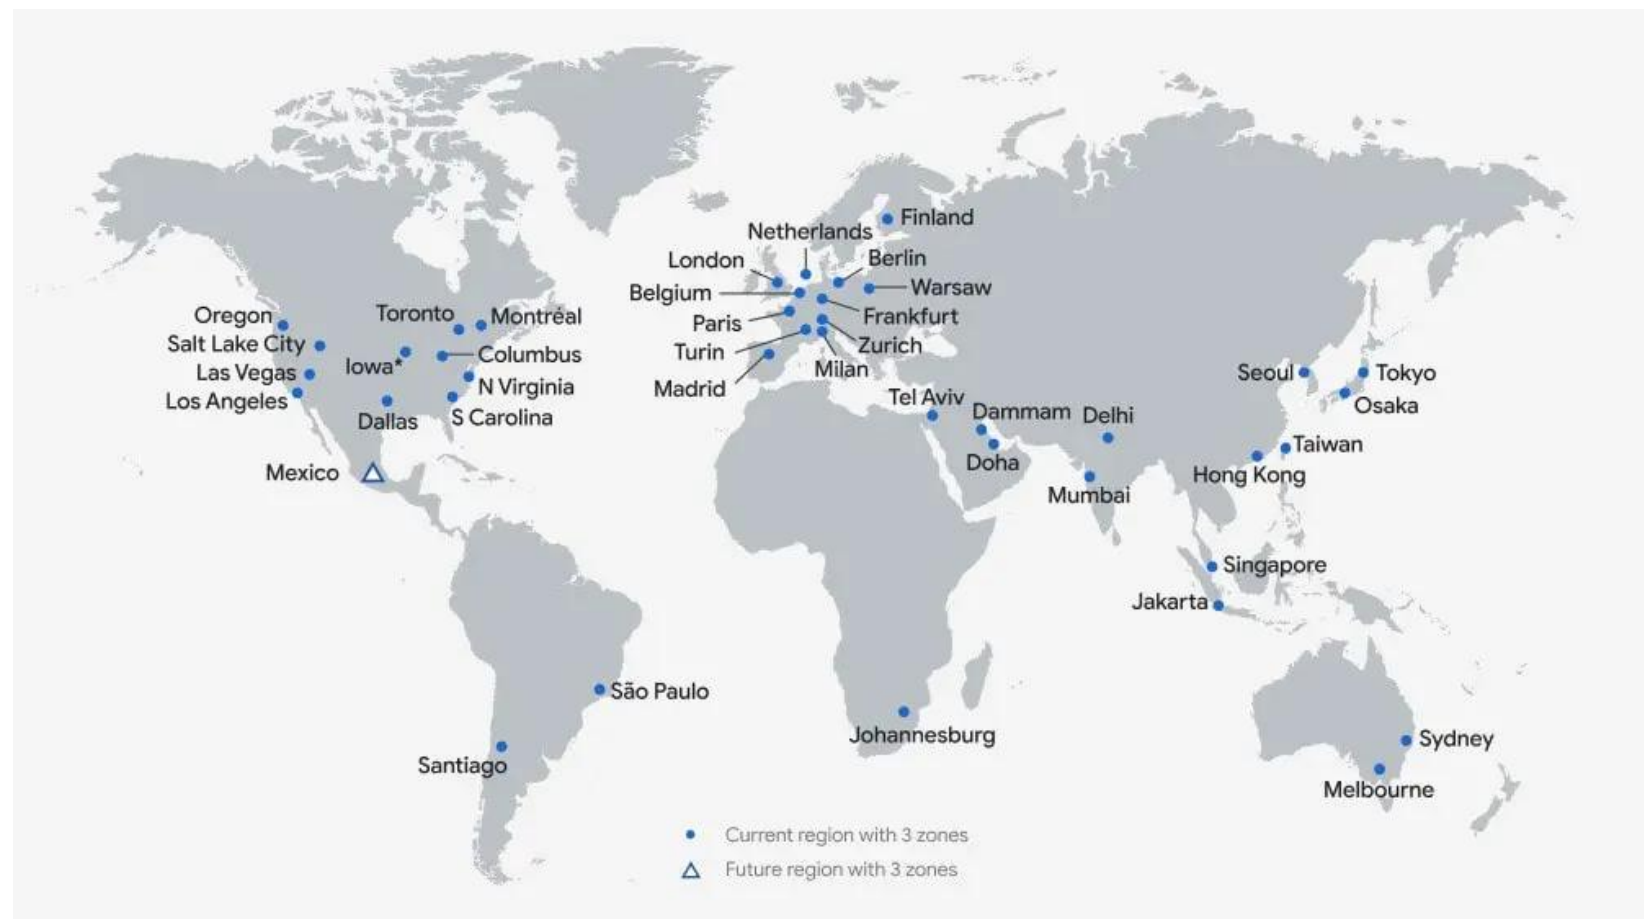 Finland
Netherlands
London
Berlin
Belgium
Warsaw
Paris
Frankfurt
Turin
Zurich
Milan
Madrid
Oregon
Toronto
Montréal
Salt Lake City
Iowa*
Columbus
Las Vegas
N Virginia
Los Angeles
Dallas
S Carolina
Mexico
Tel Aviv
Dammam
Delhi
Doha
Mumbai
Seoul
Tokyo
Osaka
Taiwan
Hong Kong
Singapore
Jakarta
São Paulo
Santiago
Johannesburg
Sydney
Melbourne
Current region with 3 zones
Future region with 3 zones